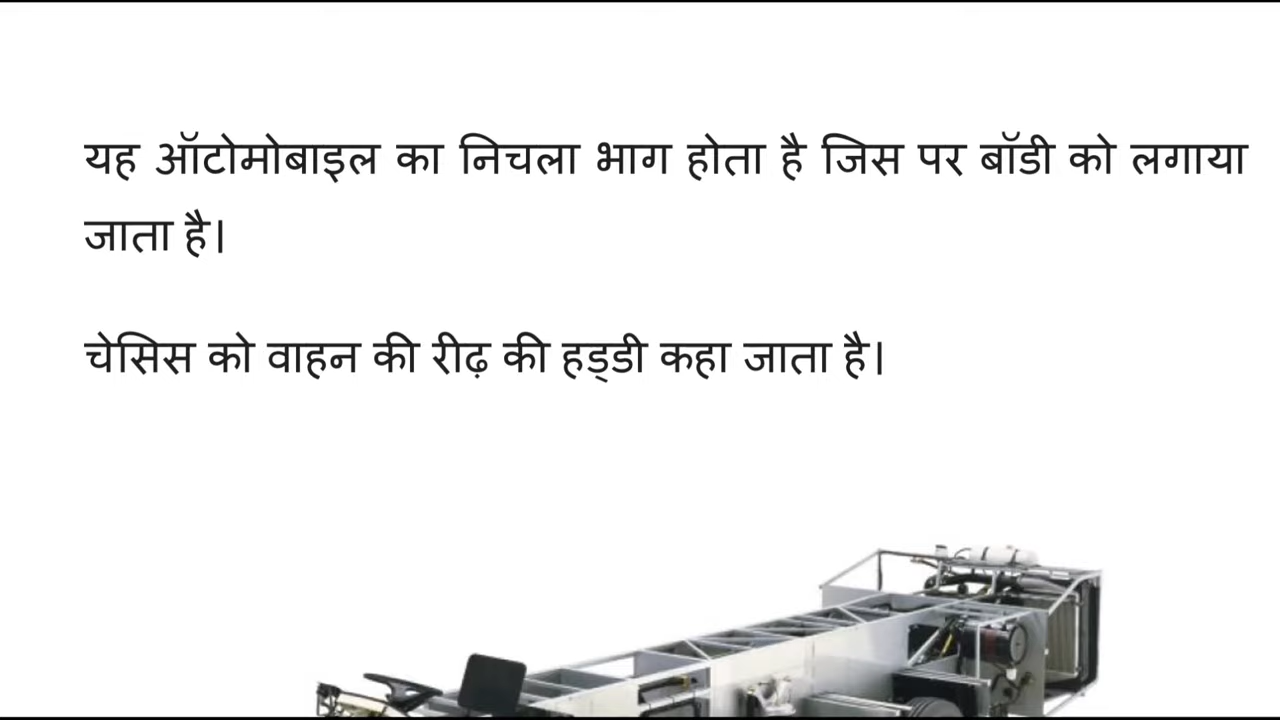 यह ऑटोमोबाइल का निचला भाग होता है जिस पर बॉडी को लगाया
जाता है।
चेसिस को वाहन की रीढ़ की हड्डी कहा जाता है।